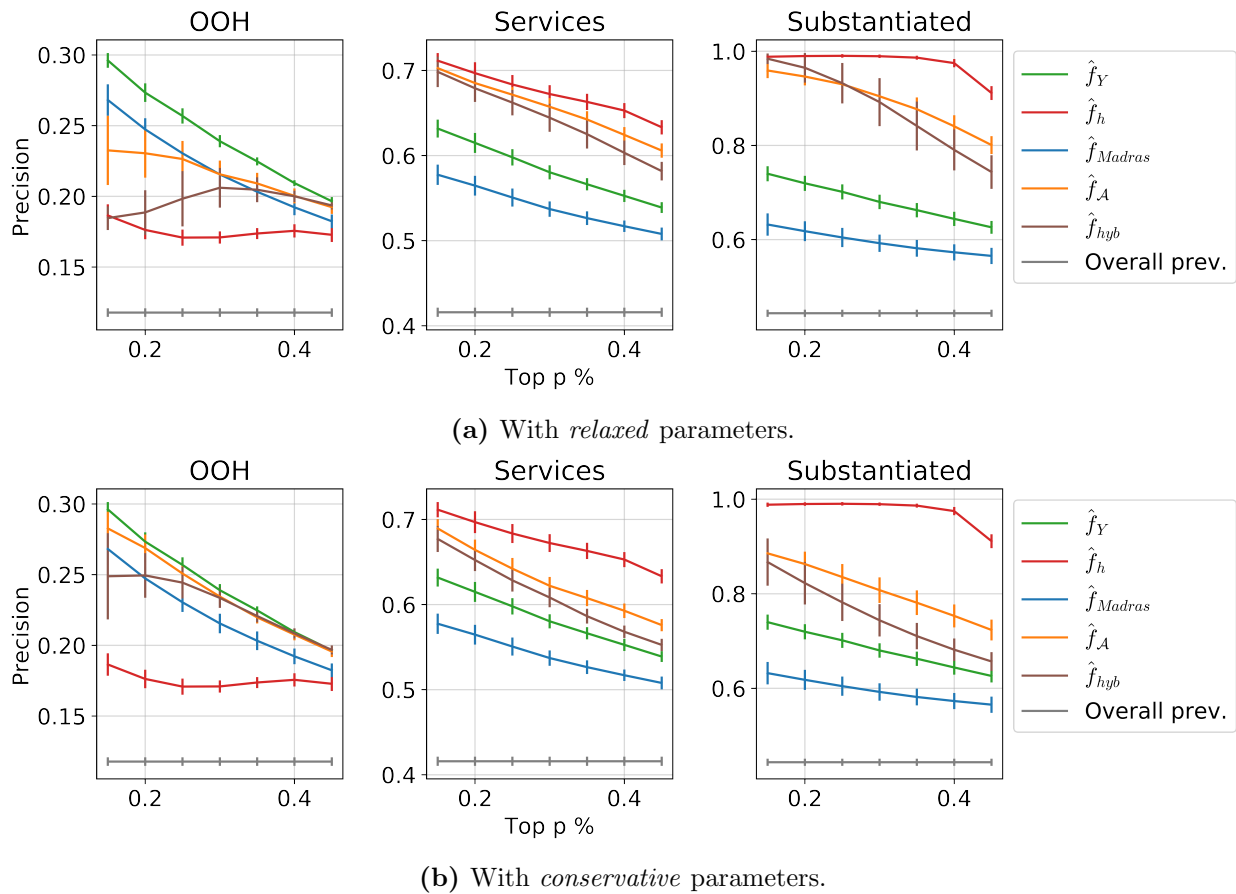 OOH Services Substantiated
0.30
0.25
0.20
0.15
Precision
0.2 0.4
0.7
0.6
0.5
0.4
0.2 0.4
Top p %
1.0
0.8
0.6
0.2 0.4
f̂_Y
f̂_h
f̂_Madras
f̂_𝒜
f̂_hyb
Overall prev.
(a) With relaxed parameters.
OOH Services Substantiated
0.30
0.25
0.20
0.15
Precision
0.2 0.4
0.7
0.6
0.5
0.4
0.2 0.4
Top p %
1.0
0.8
0.6
0.2 0.4
f̂_Y
f̂_h
f̂_Madras
f̂_𝒜
f̂_hyb
Overall prev.
(b) With conservative parameters.